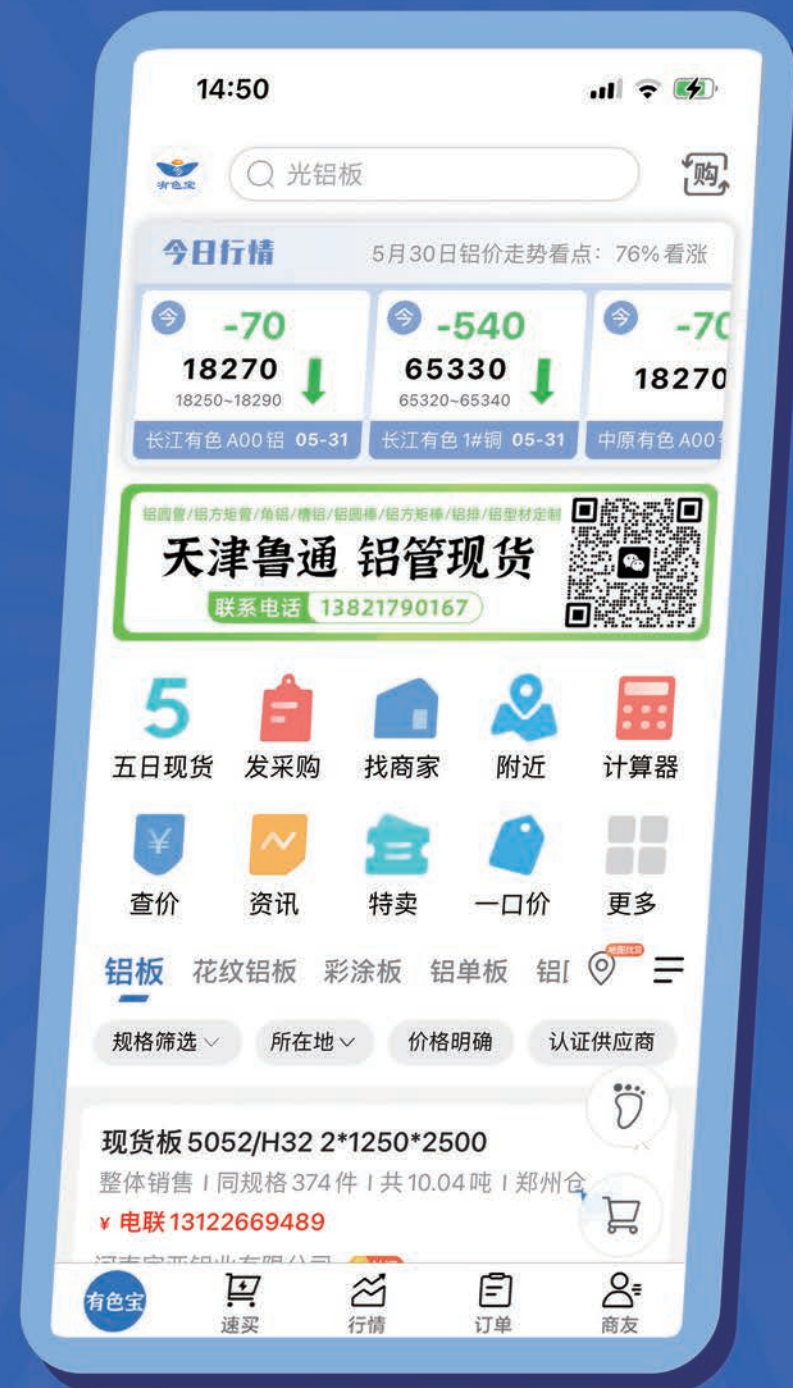 14:50
有色宝
光铝板
购
今日行情
5月30日铝价走势看点：76%看涨
今 -70
18270
18250~18290
长江有色 A00 铝 05-31
今 -540
65330
65320~65340
长江有色 1#铜 05-31
今 -70
18270
中原有色 A00
铝圆管/铝方矩管/角铝/槽铝/铝圆棒/铝方矩棒/铝排/铝型材定制
天津鲁通 铝管现货
联系电话 13821790167
5
五日现货 发采购 找商家 附近 计算器
¥
查价 资讯 特卖 一口价 更多
铝板 花纹铝板 彩涂板 铝单板 铝
规格筛选 所在地 价格明确 认证供应商
现货板 5052/H32 2*1250*2500
整体销售 | 同规格 374 件 | 共 10.04 吨 | 郑州仓
¥ 电联 13122669489
有色宝
速买 行情 订单 商友